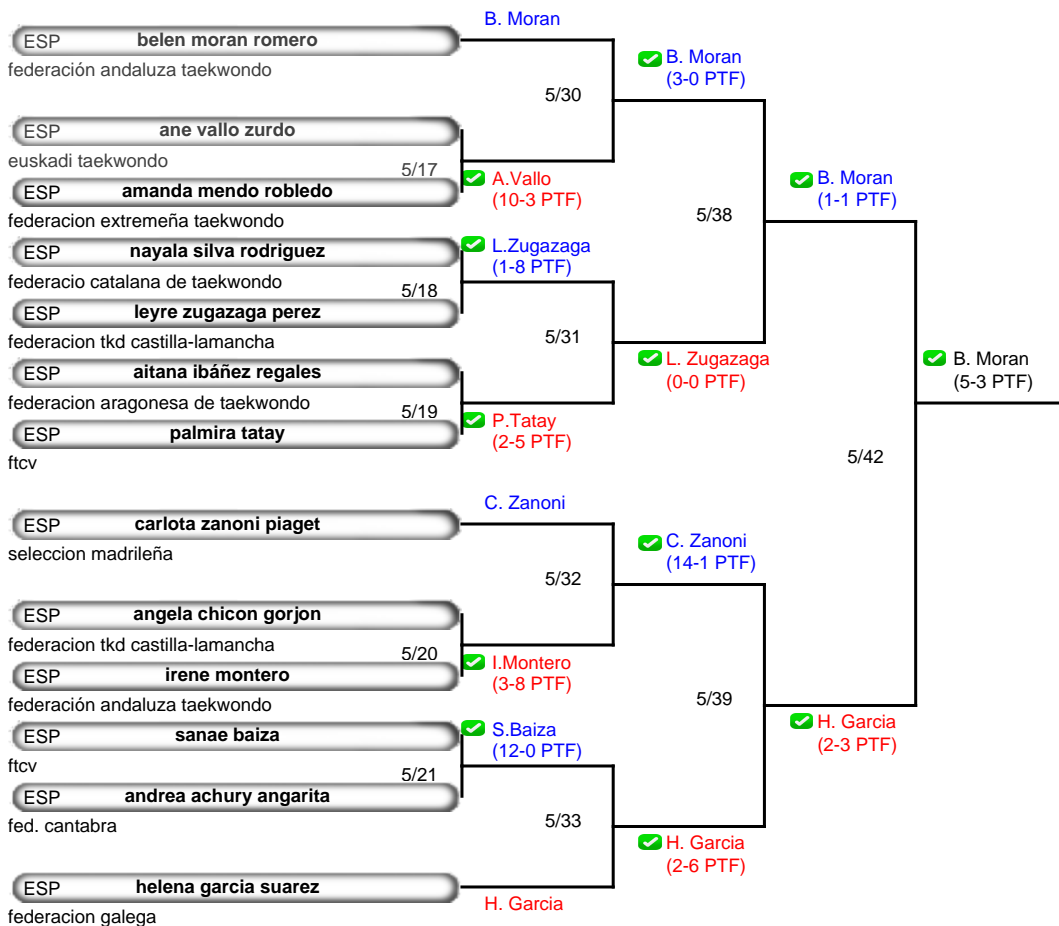 B. Moran
ESP belen moran romero
federación andaluza taekwondo
B. Moran
(3-0 PTF)
5/30
ESP ane vallo zurdo
euskadi taekwondo
5/17
A.Vallo
(10-3 PTF)
ESP amanda mendo robledo
federacion extremeña taekwondo
B. Moran
(1-1 PTF)
5/38
ESP nayala silva rodriguez
federacio catalana de taekwondo
L.Zugazaga
(1-8 PTF)
5/18
ESP leyre zugazaga perez
federacion tkd castilla-lamancha
5/31
L. Zugazaga
(0-0 PTF)
B. Moran
(5-3 PTF)
ESP aitana ibáñez regales
federacion aragonesa de taekwondo
5/19
P.Tatay
(2-5 PTF)
ESP palmira tatay
ftcv
5/42
C. Zanoni
ESP carlota zanoni piaget
seleccion madrileña
C. Zanoni
(14-1 PTF)
5/32
ESP angela chicon gorjon
federacion tkd castilla-lamancha
5/20
I.Montero
(3-8 PTF)
ESP irene montero
federación andaluza taekwondo
5/39
H. Garcia
(2-3 PTF)
S.Baiza
(12-0 PTF)
ESP sanae baiza
ftcv
5/21
ESP andrea achury angarita
fed. cantabra
5/33
H. Garcia
(2-6 PTF)
ESP helena garcia suarez
H. Garcia
federacion galega